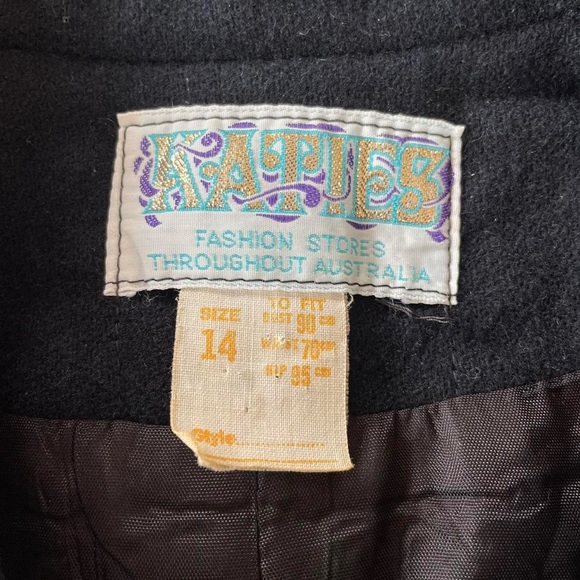 KATIES
FASHION STORES
THROUGHOUT AUSTRALIA
SIZE
14
TO FIT
BUST 90 cm
WAIST 70 cm
HIP 95 cm
Style